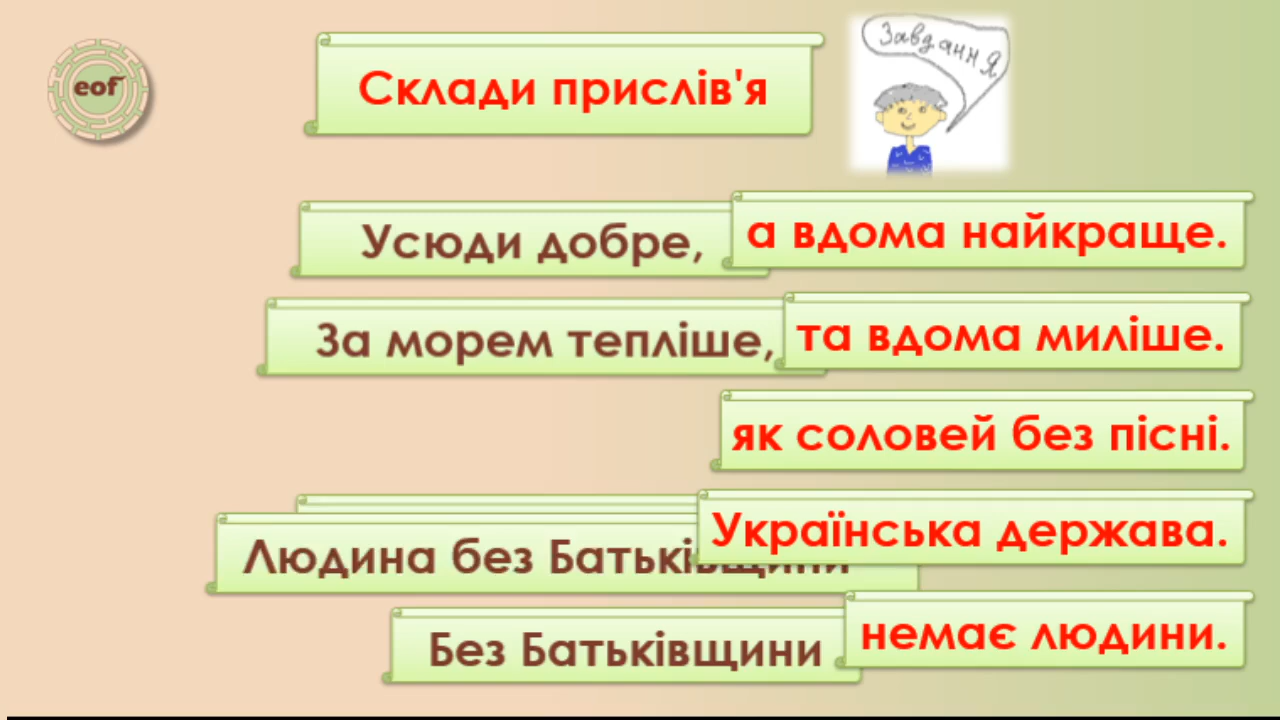 eof
Склади прислів'я
Завдання
Усюди добре, а вдома найкраще.
За морем тепліше, та вдома миліше.
як соловей без пісні.
Українська держава.
Людина без Батьківщини
Без Батьківщини немає людини.